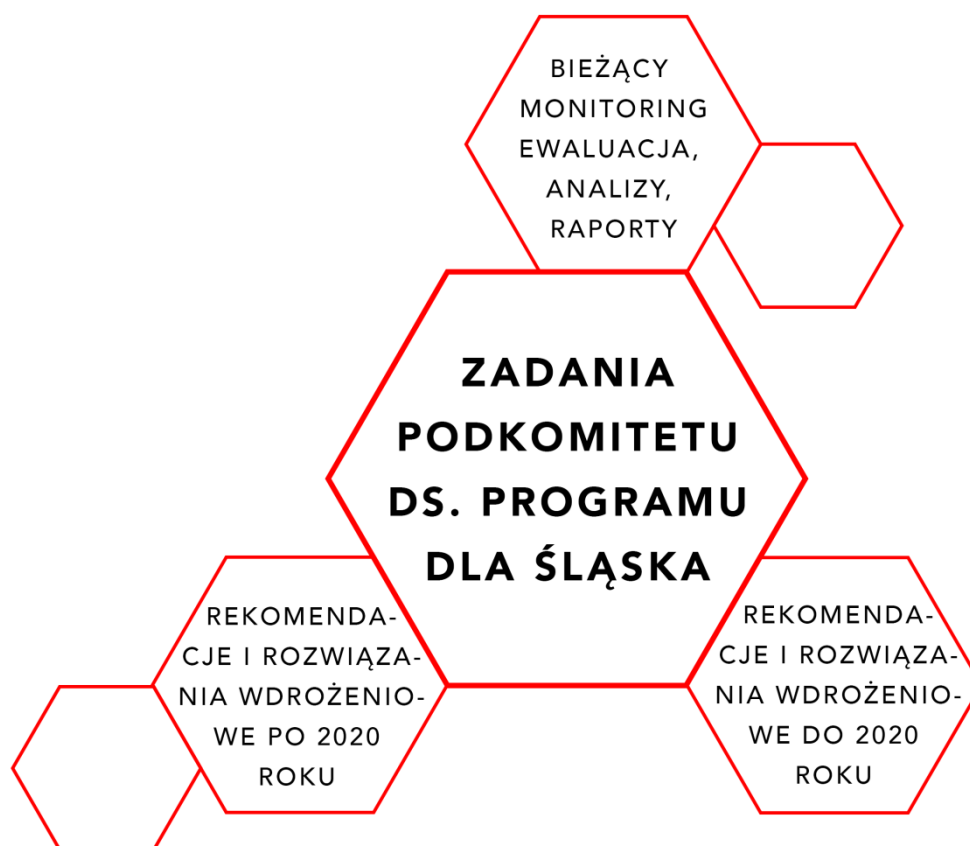 BIEŻĄCY
MONITORING
EWALUACJA,
ANALIZY,
RAPORTY
ZADANIA
PODKOMITETU
DS. PROGRAMU
DLA ŚLĄSKA
REKOMENDA-
CJE I ROZWIĄZA-
NIA WDROŻENIO-
WE PO 2020
ROKU
REKOMENDA-
CJE I ROZWIĄZA-
NIA WDROŻENIO-
WE DO 2020
ROKU